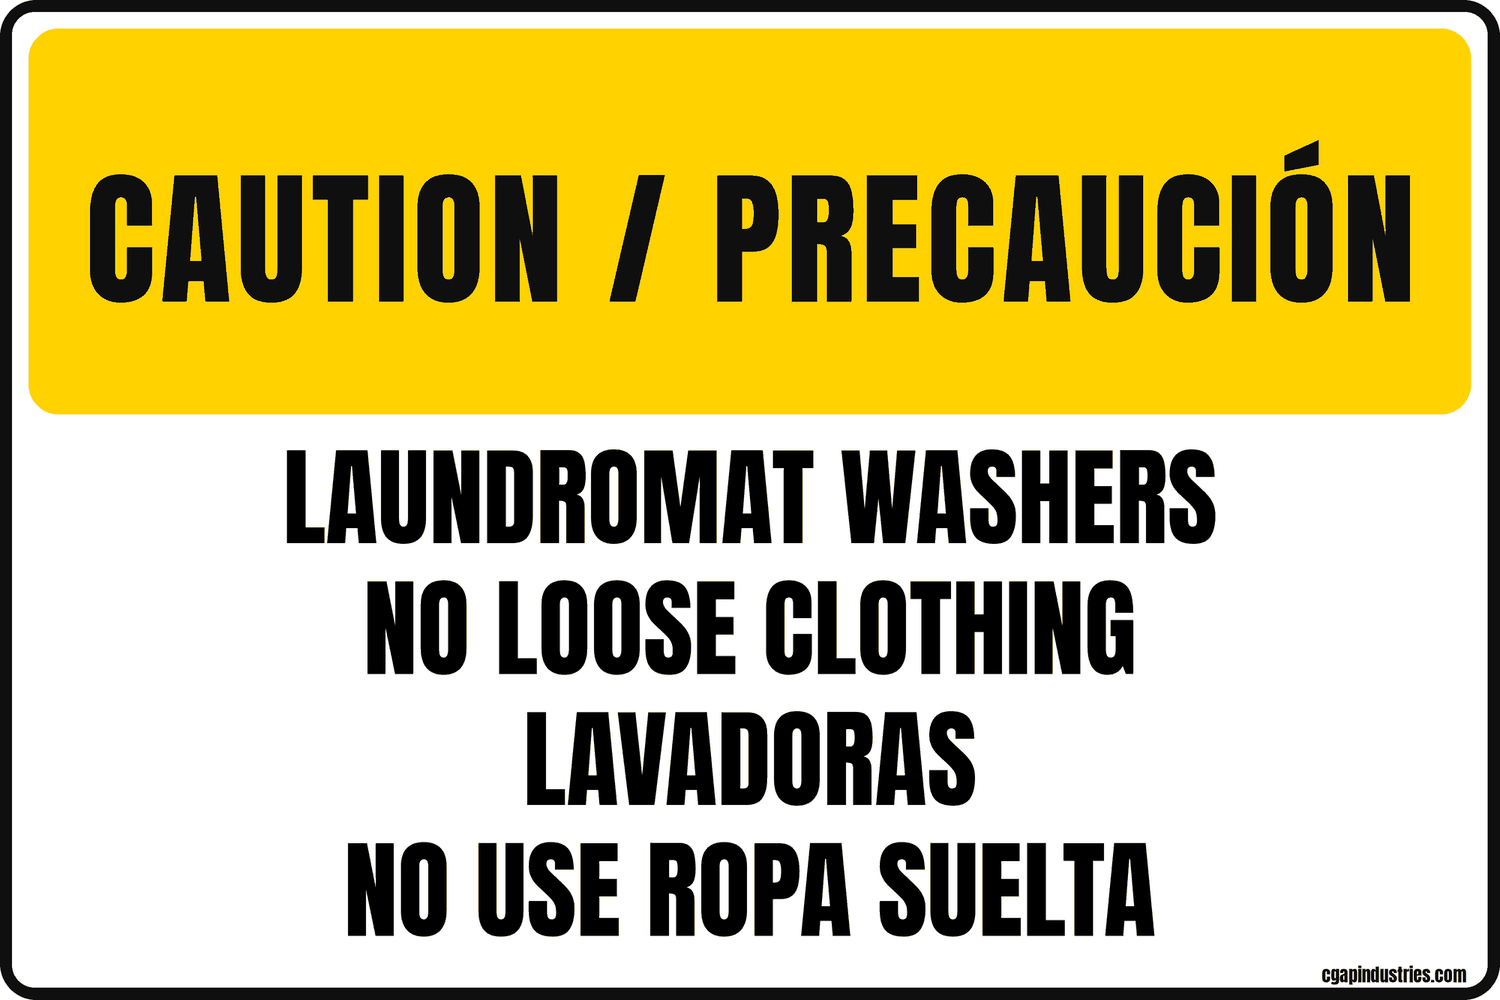 CAUTION / PRECAUCIÓN
LAUNDROMAT WASHERS
NO LOOSE CLOTHING
LAVADORAS
NO USE ROPA SUELTA
cgapindustries.com